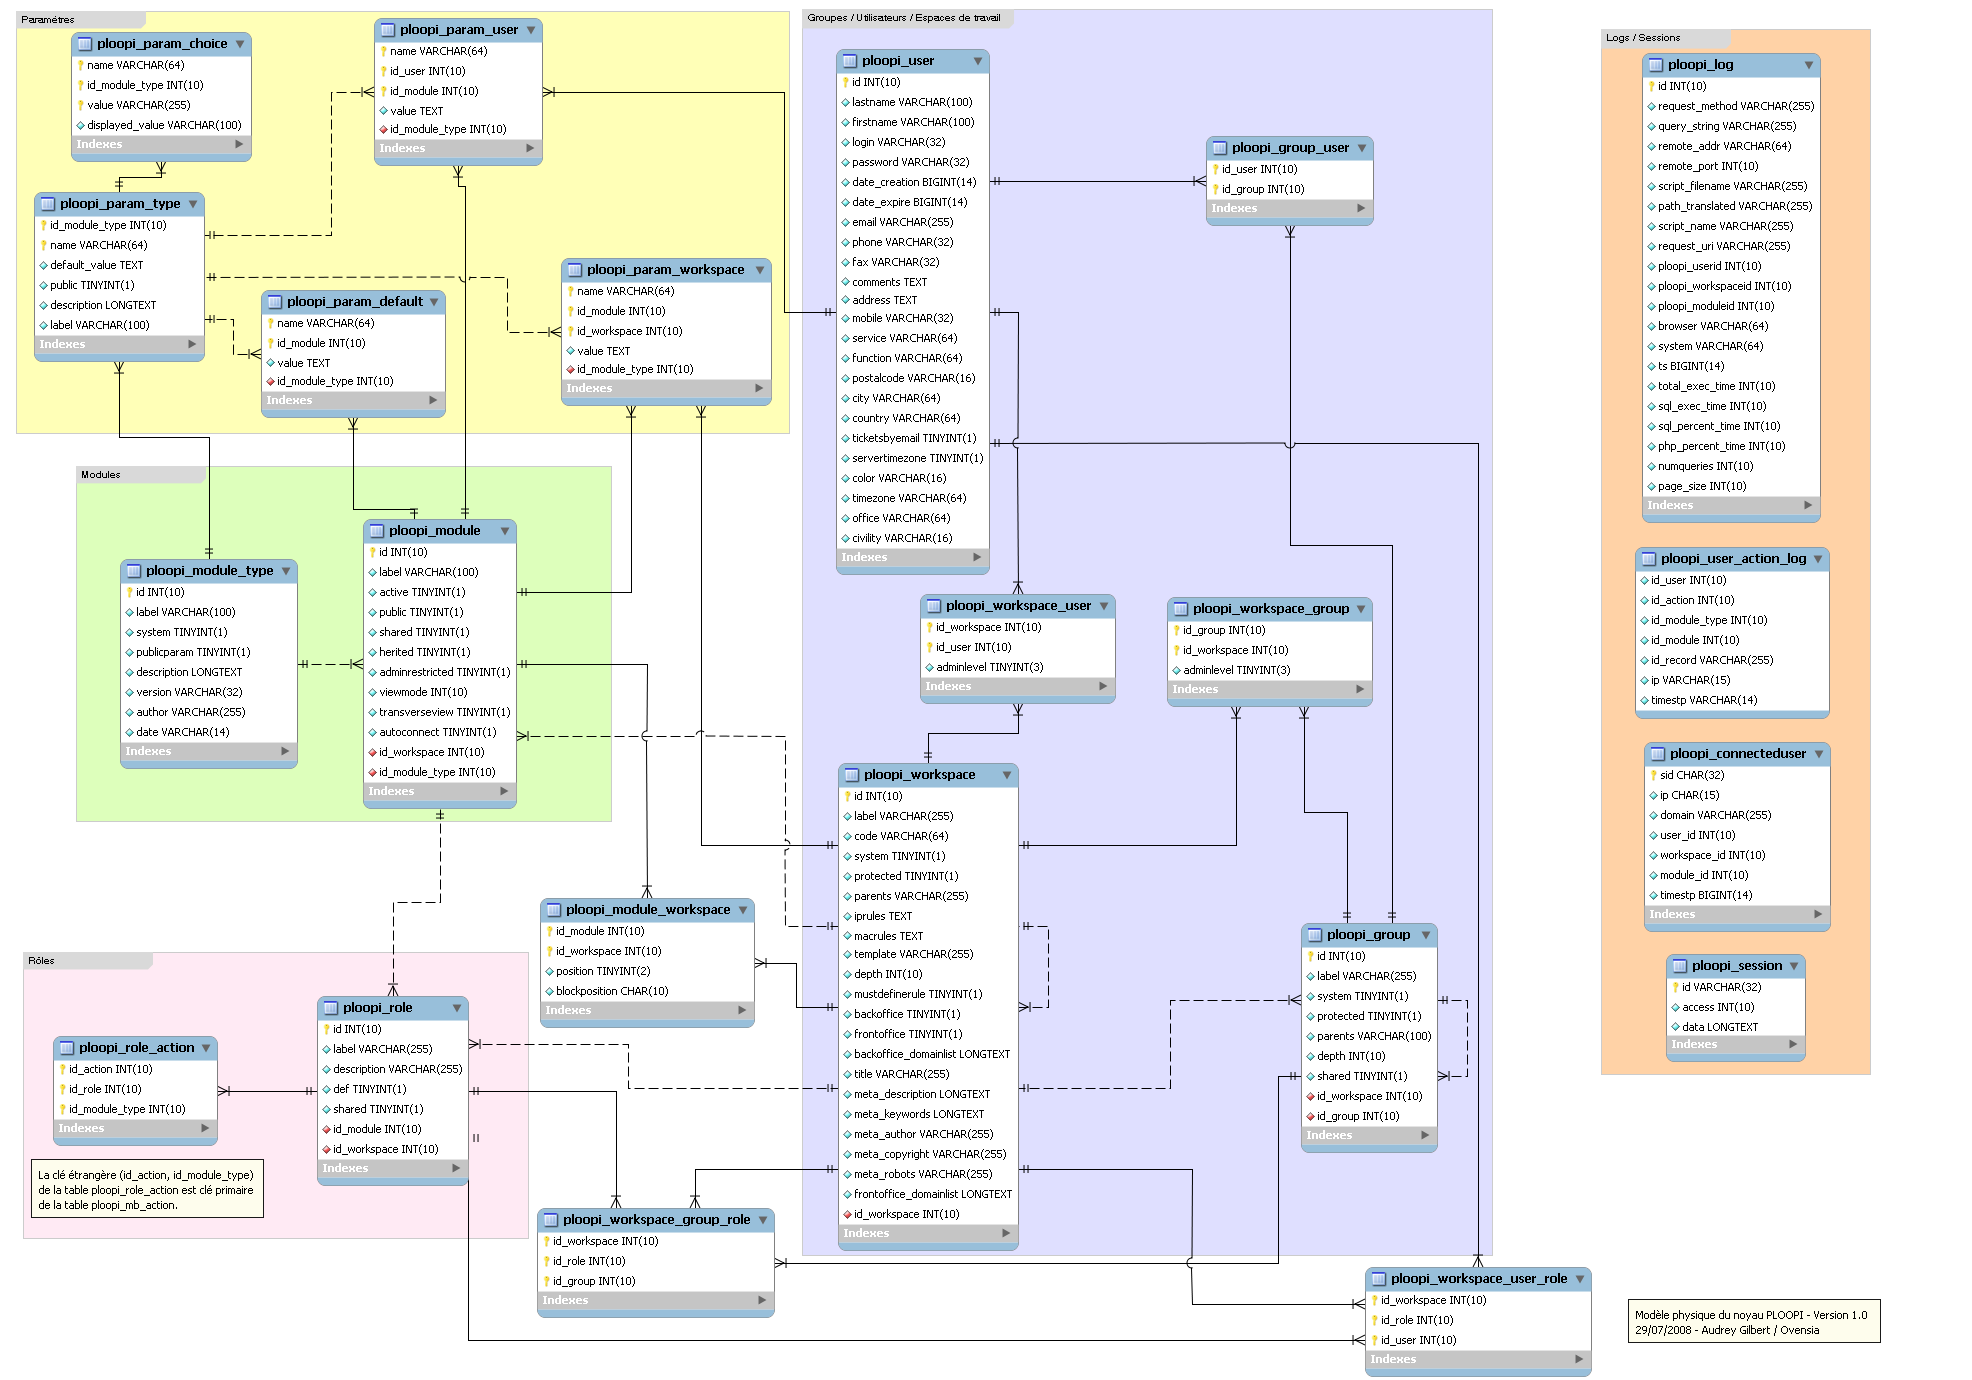 Paramétres
ploopi_param_choice
name VARCHAR(64)
id_module_type INT(10)
value VARCHAR(255)
displayed_value VARCHAR(100)
Indexes
ploopi_param_user
name VARCHAR(64)
id_user INT(10)
id_module INT(10)
value TEXT
id_module_type INT(10)
Indexes
ploopi_param_type
id_module_type INT(10)
name VARCHAR(64)
default_value TEXT
public TINYINT(1)
description LONGTEXT
label VARCHAR(100)
Indexes
ploopi_param_default
name VARCHAR(64)
id_module INT(10)
value TEXT
id_module_type INT(10)
Indexes
ploopi_param_workspace
name VARCHAR(64)
id_module INT(10)
id_workspace INT(10)
value TEXT
id_module_type INT(10)
Indexes
Modules
ploopi_module_type
id INT(10)
label VARCHAR(100)
system TINYINT(1)
publicparam TINYINT(1)
description LONGTEXT
version VARCHAR(32)
author VARCHAR(255)
date VARCHAR(14)
Indexes
ploopi_module
id INT(10)
label VARCHAR(100)
active TINYINT(1)
public TINYINT(1)
shared TINYINT(1)
herited TINYINT(1)
adminrestricted TINYINT(1)
viewmode INT(10)
transverseview TINYINT(1)
autoconnect TINYINT(1)
id_workspace INT(10)
id_module_type INT(10)
Indexes
Groupes / Utilisateurs / Espaces de travail
ploopi_user
id INT(10)
lastname VARCHAR(100)
firstname VARCHAR(100)
login VARCHAR(32)
password VARCHAR(32)
date_creation BIGINT(14)
date_expire BIGINT(14)
email VARCHAR(255)
phone VARCHAR(32)
fax VARCHAR(32)
comments TEXT
address TEXT
mobile VARCHAR(32)
service VARCHAR(64)
function VARCHAR(64)
postalcode VARCHAR(16)
city VARCHAR(64)
country VARCHAR(64)
ticketsbyemail TINYINT(1)
servertimezone TINYINT(1)
color VARCHAR(16)
timezone VARCHAR(64)
office VARCHAR(64)
civility VARCHAR(16)
Indexes
ploopi_group_user
id_user INT(10)
id_group INT(10)
Indexes
ploopi_workspace_user
id_workspace INT(10)
id_user INT(10)
adminlevel TINYINT(3)
Indexes
ploopi_workspace_group
id_group INT(10)
id_workspace INT(10)
adminlevel TINYINT(3)
Indexes
ploopi_workspace
id INT(10)
label VARCHAR(255)
code VARCHAR(64)
system TINYINT(1)
protected TINYINT(1)
parents VARCHAR(255)
iprules TEXT
macrules TEXT
template VARCHAR(255)
depth INT(10)
mustdefinerule TINYINT(1)
backoffice TINYINT(1)
frontoffice TINYINT(1)
backoffice_domainlist LONGTEXT
title VARCHAR(255)
meta_description LONGTEXT
meta_keywords LONGTEXT
meta_author VARCHAR(255)
meta_copyright VARCHAR(255)
meta_robots VARCHAR(255)
frontoffice_domainlist LONGTEXT
id_workspace INT(10)
Indexes
ploopi_group
id INT(10)
label VARCHAR(255)
system TINYINT(1)
protected TINYINT(1)
parents VARCHAR(100)
depth INT(10)
shared TINYINT(1)
id_workspace INT(10)
id_group INT(10)
Indexes
ploopi_module_workspace
id_module INT(10)
id_workspace INT(10)
position TINYINT(2)
blockposition CHAR(10)
Indexes
Rôles
ploopi_role
id INT(10)
label VARCHAR(255)
description VARCHAR(255)
def TINYINT(1)
shared TINYINT(1)
id_module INT(10)
id_workspace INT(10)
Indexes
ploopi_role_action
id_action INT(10)
id_role INT(10)
id_module_type INT(10)
Indexes
La clé étrangère (id_action, id_module_type)
de la table ploopi_role_action est clé primaire
de la table ploopi_mb_action.
ploopi_workspace_group_role
id_workspace INT(10)
id_role INT(10)
id_group INT(10)
Indexes
ploopi_workspace_user_role
id_workspace INT(10)
id_role INT(10)
id_user INT(10)
Indexes
Logs / Sessions
ploopi_log
id INT(10)
request_method VARCHAR(255)
query_string VARCHAR(255)
remote_addr VARCHAR(64)
remote_port INT(10)
script_filename VARCHAR(255)
path_translated VARCHAR(255)
script_name VARCHAR(255)
request_uri VARCHAR(255)
ploopi_userid INT(10)
ploopi_workspaceid INT(10)
ploopi_moduleid INT(10)
browser VARCHAR(64)
system VARCHAR(64)
ts BIGINT(14)
total_exec_time INT(10)
sql_exec_time INT(10)
sql_percent_time INT(10)
php_percent_time INT(10)
numqueries INT(10)
page_size INT(10)
Indexes
ploopi_user_action_log
id_user INT(10)
id_action INT(10)
id_module_type INT(10)
id_module INT(10)
id_record VARCHAR(255)
ip VARCHAR(15)
timestp VARCHAR(14)
ploopi_connecteduser
sid CHAR(32)
ip CHAR(15)
domain VARCHAR(255)
user_id INT(10)
workspace_id INT(10)
module_id INT(10)
timestp BIGINT(14)
Indexes
ploopi_session
id VARCHAR(32)
access INT(10)
data LONGTEXT
Indexes
Modèle physique du noyau PLOOPI - Version 1.0
29/07/2008 - Audrey Gilbert / Ovensia